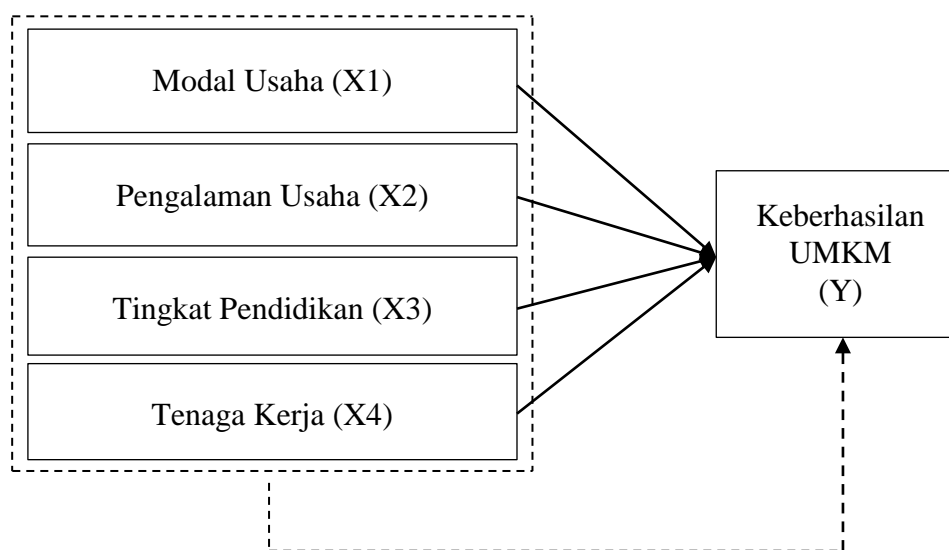 Modal Usaha (X1)
Pengalaman Usaha (X2)
Tingkat Pendidikan (X3)
Tenaga Kerja (X4)
Keberhasilan
UMKM
(Y)